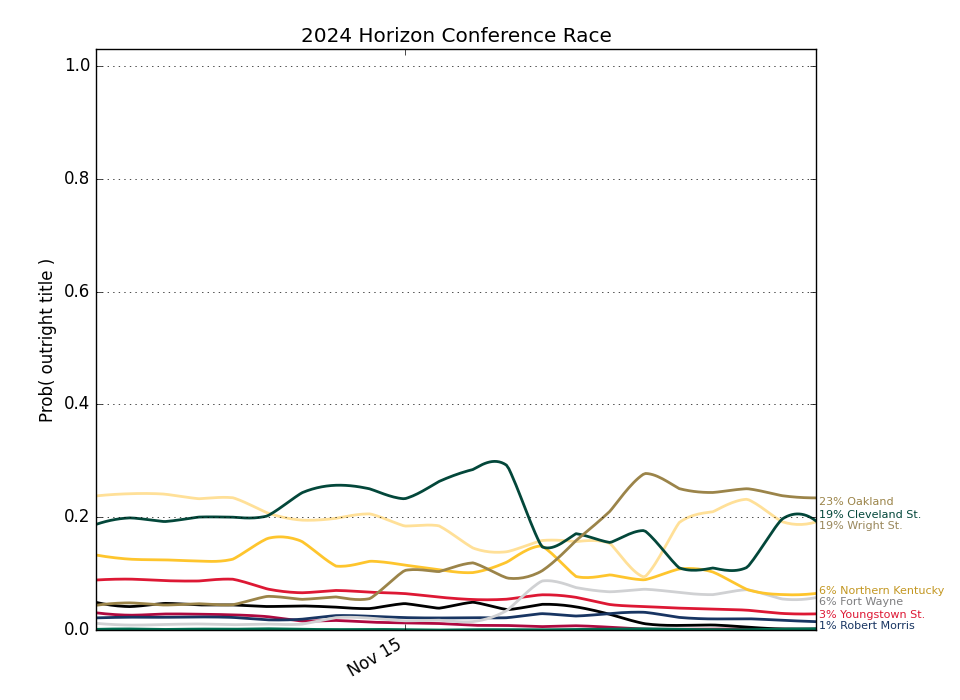 2024 Horizon Conference Race
Prob( outright title )
1.0
0.8
0.6
0.4
0.2
0.0
Nov 15
23% Oakland
19% Cleveland St.
19% Wright St.
6% Northern Kentucky
6% Fort Wayne
3% Youngstown St.
1% Robert Morris